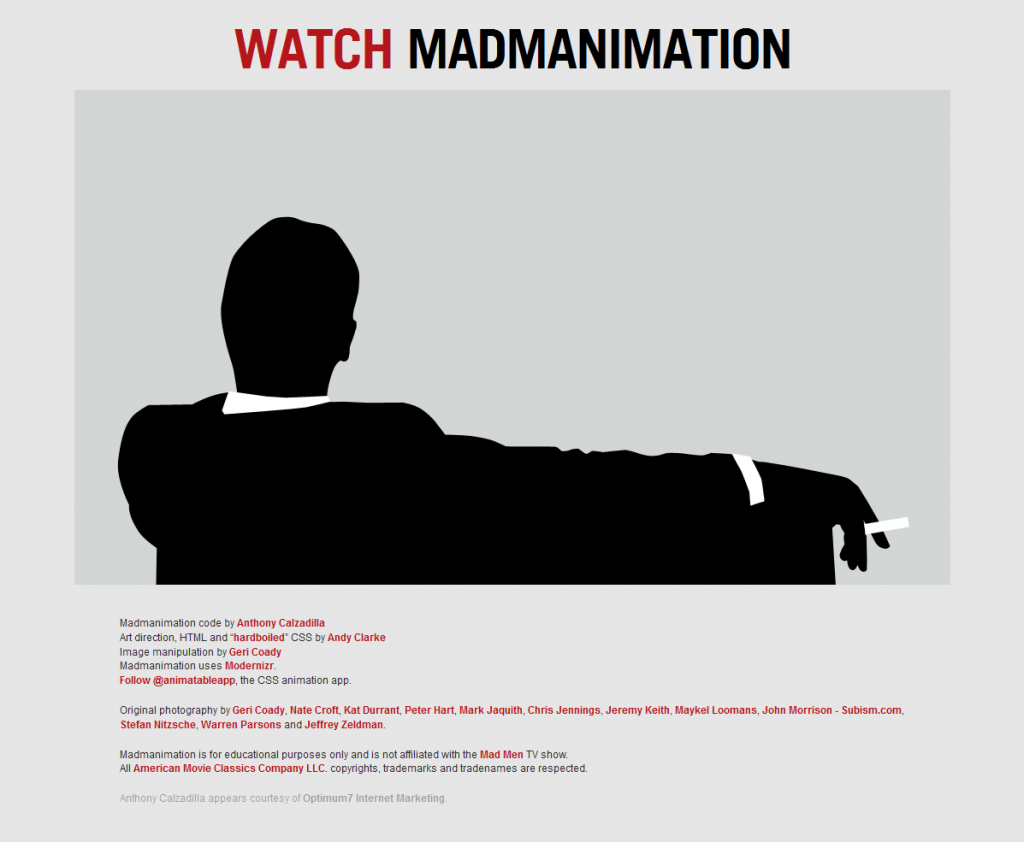 WATCH MADMANIMATION
Madmanimation code by Anthony Calzadilla
Art direction, HTML and “hardboiled” CSS by Andy Clarke
Image manipulation by Geri Coady
Madmanimation uses Modernizr.
Follow @animatableapp, the CSS animation app.
Original photography by Geri Coady, Nate Croft, Kat Durrant, Peter Hart, Mark Jaquith, Chris Jennings, Jeremy Keith, Maykel Loomans, John Morrison - Subism.com,
Stefan Nitzsche, Warren Parsons and Jeffrey Zeldman.
Madmanimation is for educational purposes only and is not affiliated with the Mad Men TV show.
All American Movie Classics Company LLC. copyrights, trademarks and tradenames are respected.
Anthony Calzadilla appears courtesy of Optimum7 Internet Marketing.